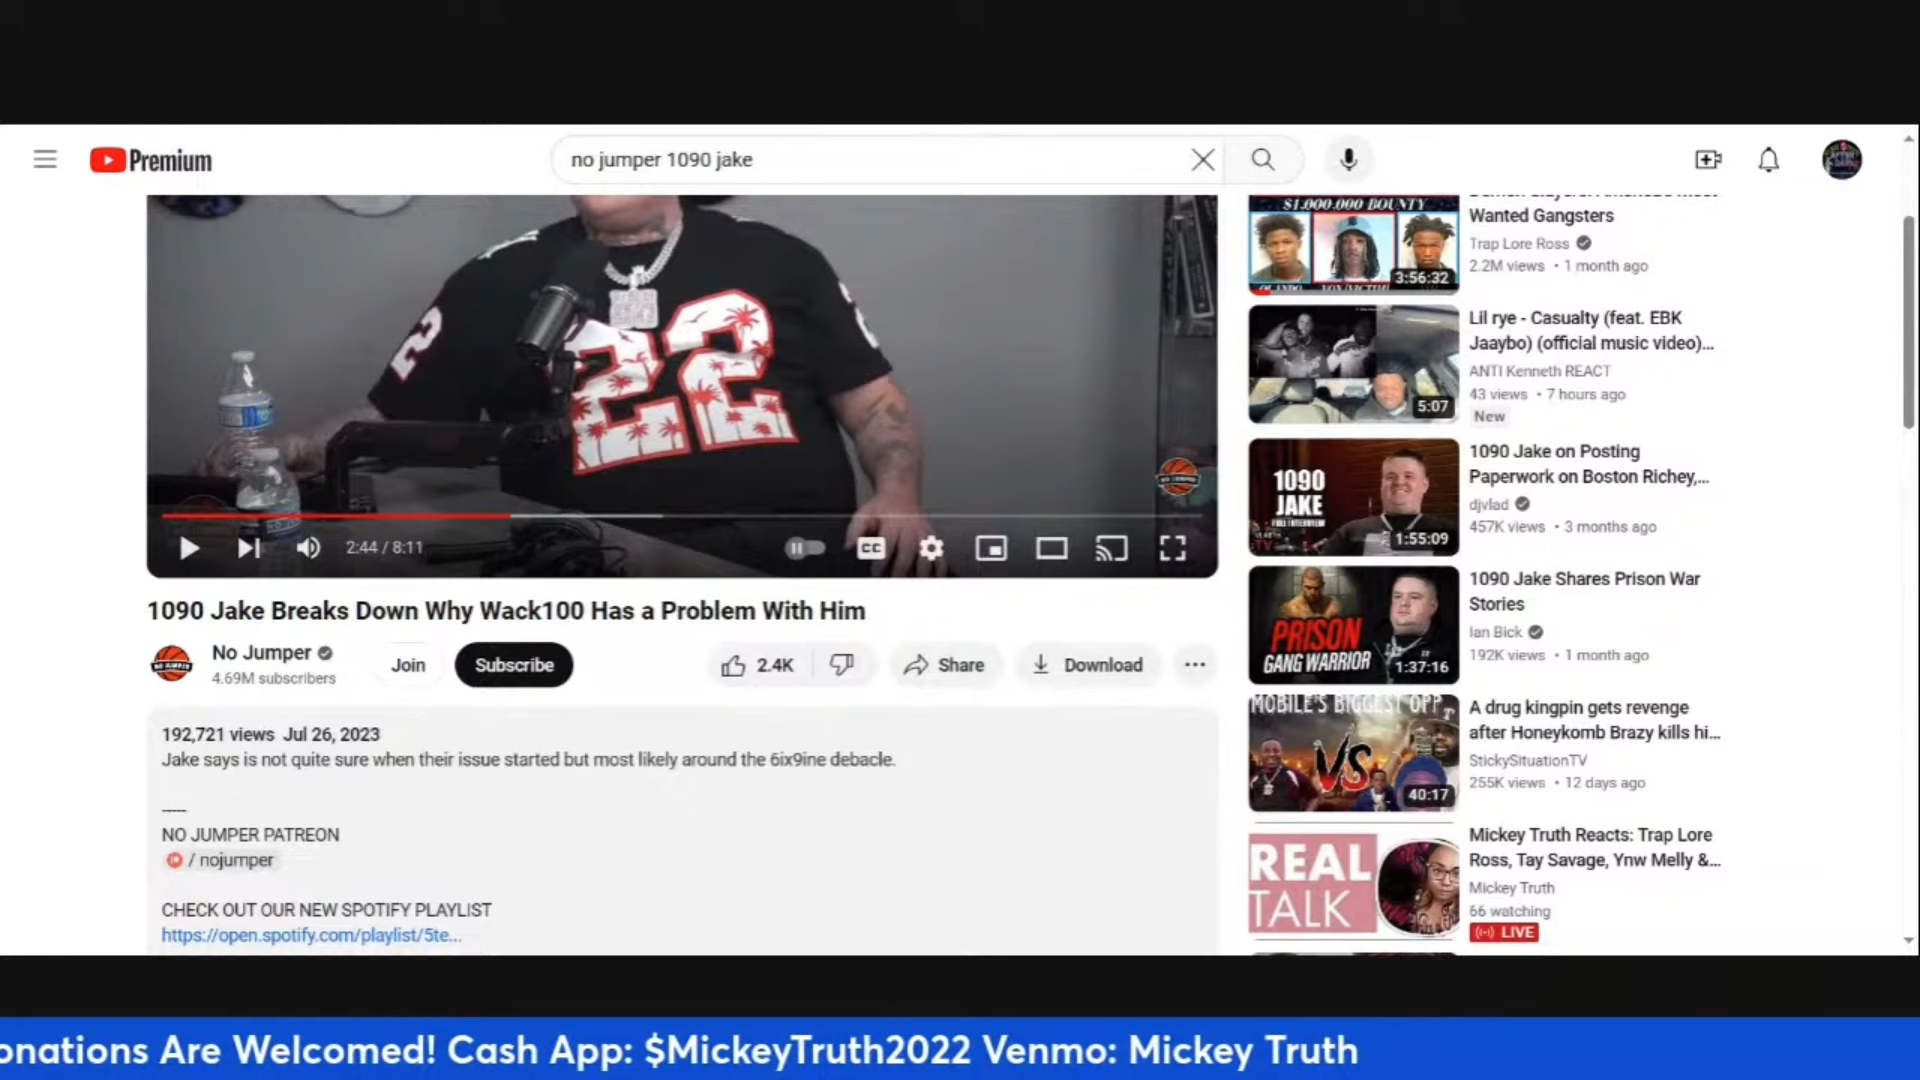 Premium
no jumper 1090 jake
22
2
2:44 / 8:11
CC
1090 Jake Breaks Down Why Wack100 Has a Problem With Him
No Jumper
4.69M subscribers
Join
Subscribe
2.4K
Share
Download
192,721 views Jul 26, 2023
Jake says is not quite sure when their issue started but most likely around the 6ix9ine debacle.
-----
NO JUMPER PATREON
/ nojumper
CHECK OUT OUR NEW SPOTIFY PLAYLIST
https://open.spotify.com/playlist/5te...
$1,000,000 BOUNTY
3:56:32
Wanted Gangsters
Trap Lore Ross
2.2M views • 1 month ago
5:07
Lil rye - Casualty (feat. EBK
Jaaybo) (official music video)...
ANTI Kenneth REACT
43 views • 7 hours ago
New
1090
JAKE
FULL INTERVIEW
1:55:09
1090 Jake on Posting
Paperwork on Boston Richey,...
djvlad
457K views • 3 months ago
PRISON
GANG WARRIOR
1:37:16
1090 Jake Shares Prison War
Stories
Ian Bick
192K views • 1 month ago
MOBILE'S BIGGEST OPP
VS
40:17
A drug kingpin gets revenge
after Honeykomb Brazy kills hi...
StickySituationTV
255K views • 12 days ago
REAL
TALK
Mickey Truth Reacts: Trap Lore
Ross, Tay Savage, Ynw Melly &...
Mickey Truth
66 watching
LIVE
onations Are Welcomed! Cash App: $MickeyTruth2022 Venmo: Mickey Truth